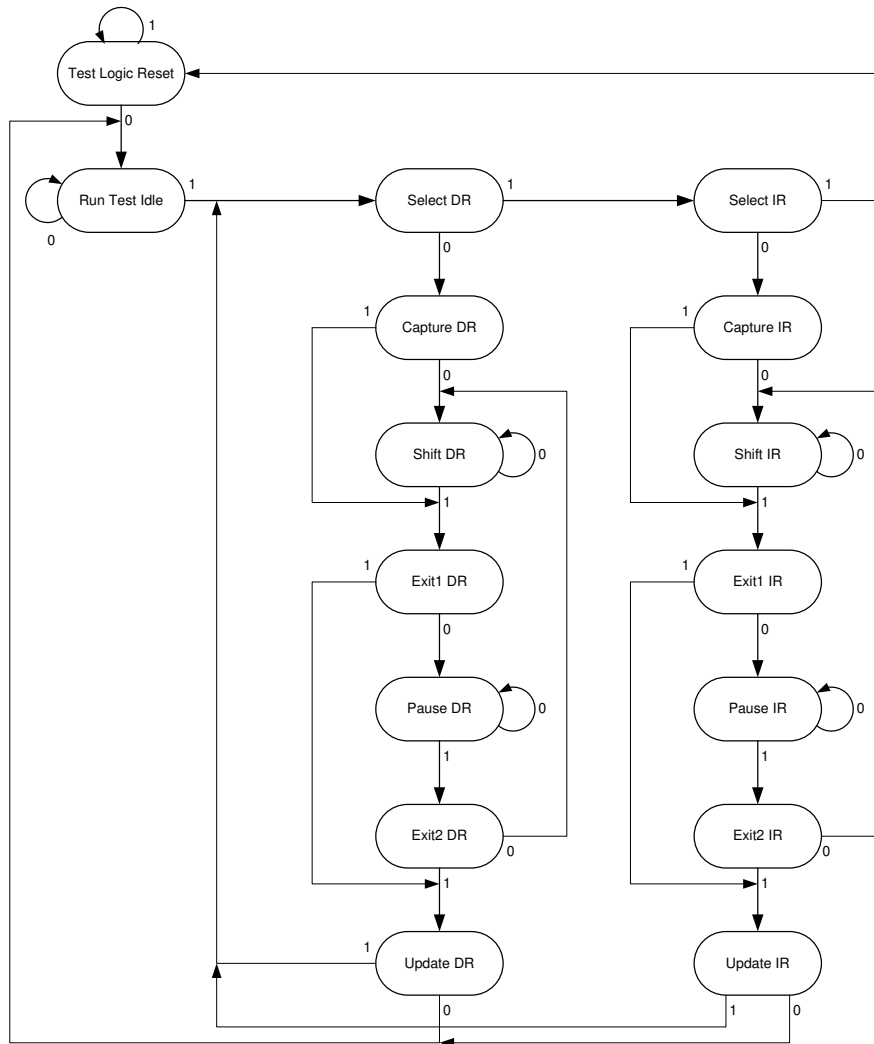 1
Test Logic Reset
0
Run Test Idle
1
0
Select DR
1
0
Select IR
1
0
1
Capture DR
0
1
Capture IR
0
Shift DR
0
1
Shift IR
0
1
1
Exit1 DR
0
1
Exit1 IR
0
Pause DR
0
1
Pause IR
0
1
Exit2 DR
0
1
Exit2 IR
0
1
1
Update DR
0
Update IR
1
0